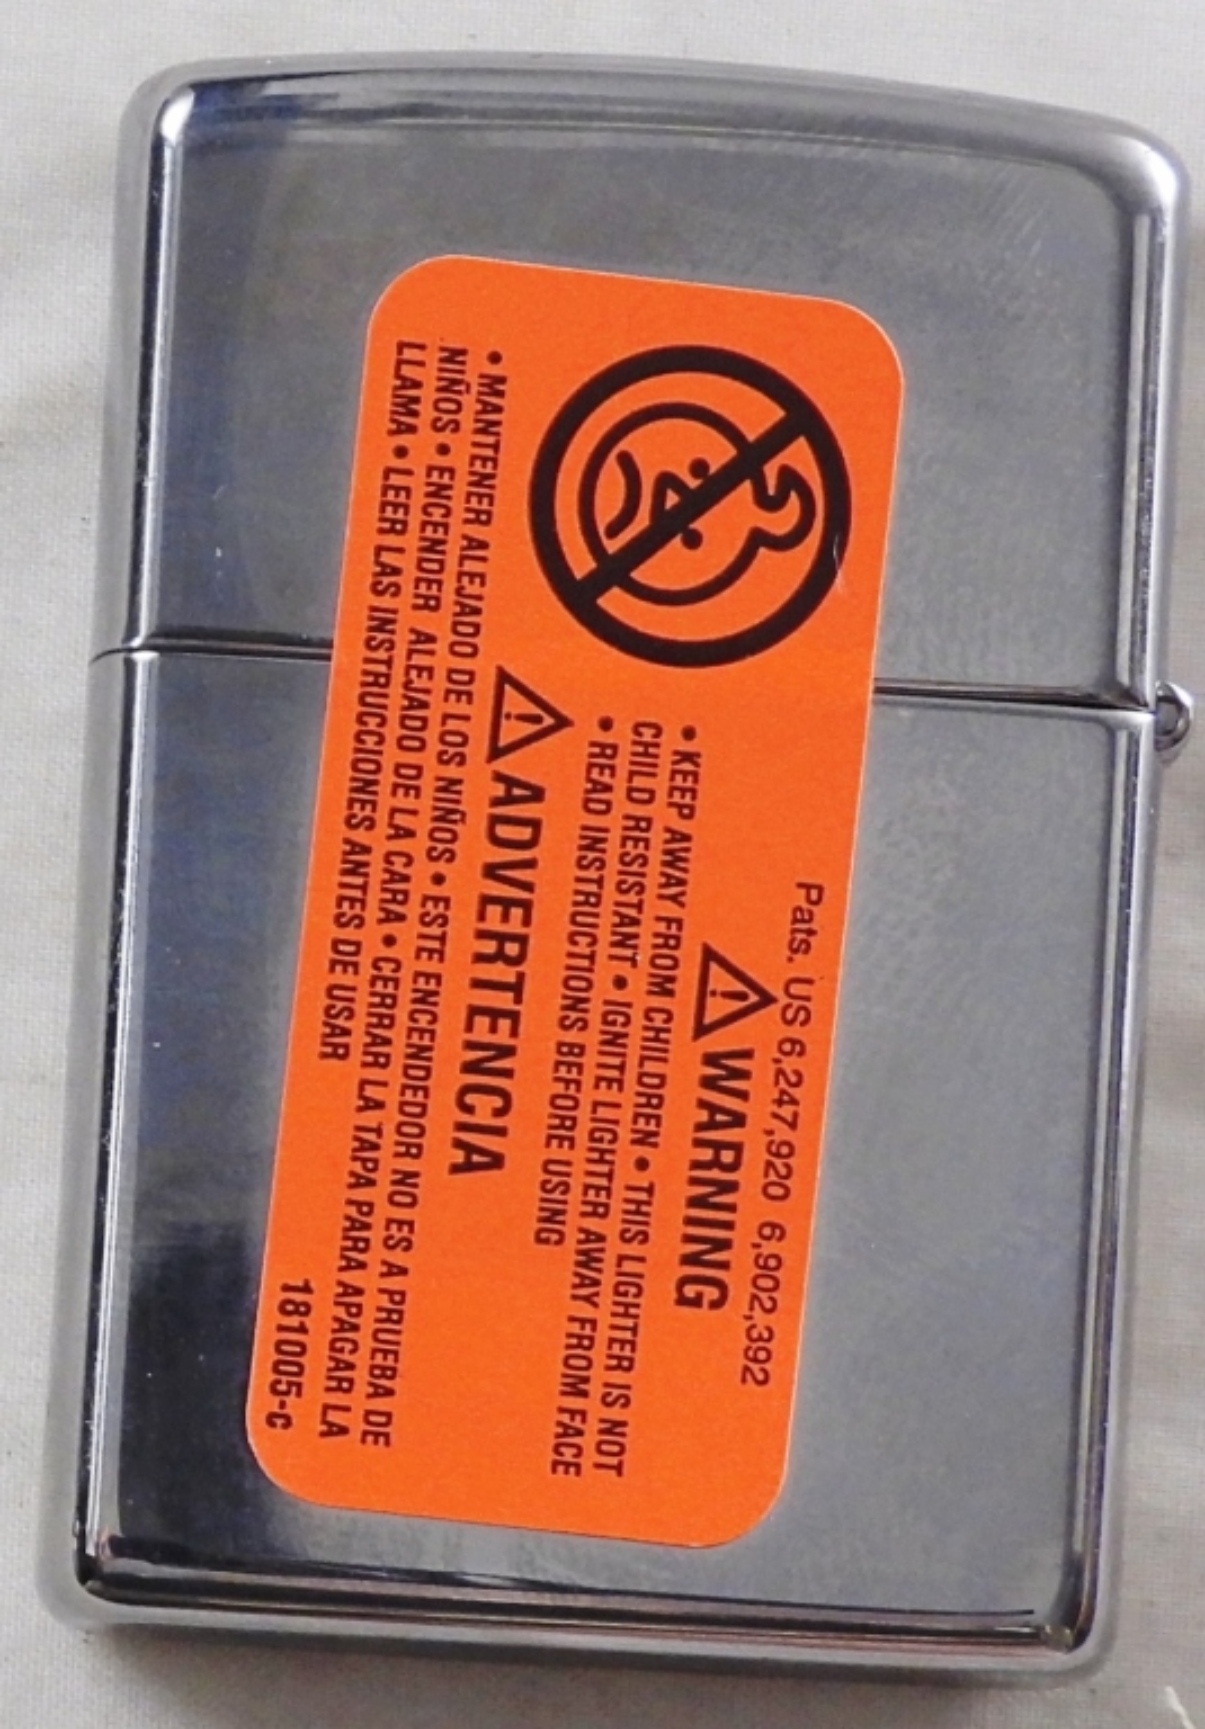 Pats. US 6,247,920 6,902,392
⚠ WARNING
• KEEP AWAY FROM CHILDREN • THIS LIGHTER IS NOT
CHILD RESISTANT • IGNITE LIGHTER AWAY FROM FACE
• READ INSTRUCTIONS BEFORE USING
⚠ ADVERTENCIA
• MANTENER ALEJADO DE LOS NIÑOS • ESTE ENCENDEDOR NO ES A PRUEBA DE
NIÑOS • ENCENDER ALEJADO DE LA CARA • CERRAR LA TAPA PARA APAGAR LA
LLAMA • LEER LAS INSTRUCCIONES ANTES DE USAR
181005-c